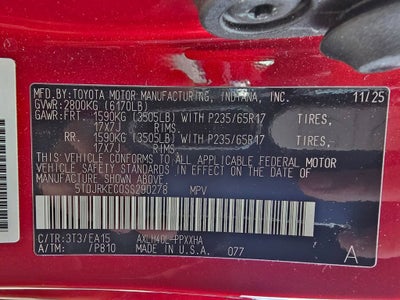 MFD.BY:TOYOTA MOTOR MANUFACTURING, INDIANA, INC. 11/25
GVWR: 2800KG (6170LB)
GAWR:FRT. 1590KG (3505LB) WITH P235/65R17 TIRES,
17X7J RIMS.
RR. 1590KG (3505LB) WITH P235/65R17 TIRES,
17X7J RIMS.
THIS VEHICLE CONFORMS TO ALL APPLICABLE FEDERAL MOTOR
VEHICLE SAFETY STANDARDS IN EFFECT ON THE DATE OF
MANUFACTURE SHOWN ABOVE.
5TDJRKEC0SS290278 MPV
C/TR:3T3/EA15 AXLH40L-PPXXHA
A/TM: /P810 MADE IN U.S.A. 077 A